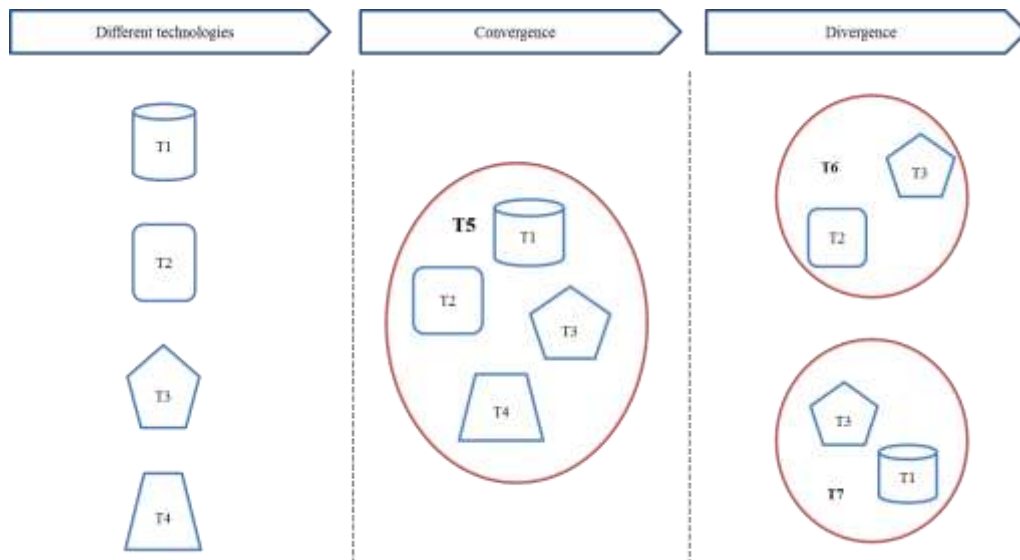 Different technologies
Convergence
Divergence
T1
T2
T3
T4
T5
T1
T2
T3
T4
T6
T3
T2
T3
T1
T7